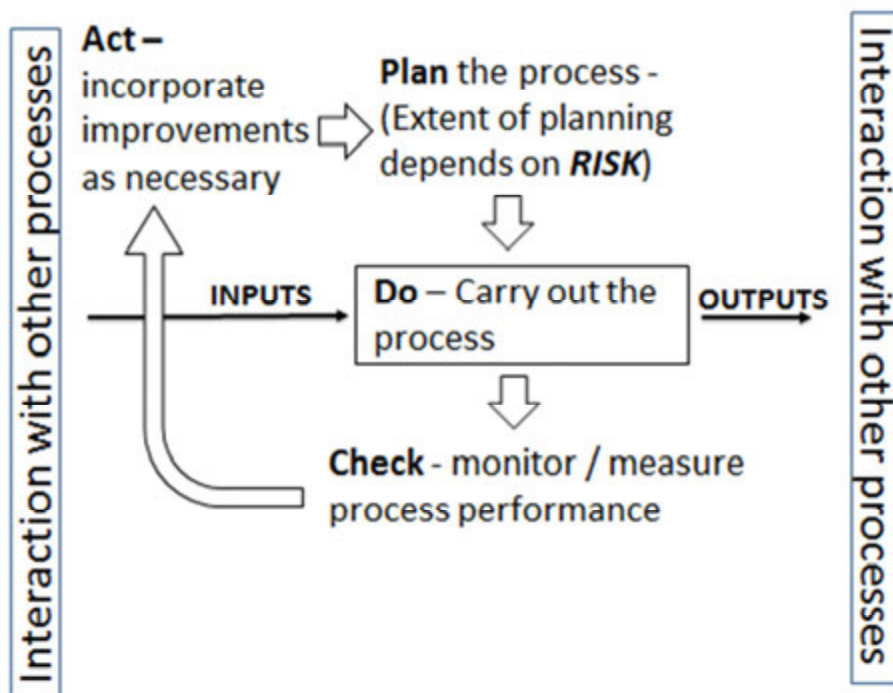 Interaction with other processes
Act –
incorporate
improvements
as necessary
Plan the process -
(Extent of planning
depends on RISK)
INPUTS
Do – Carry out the
process
OUTPUTS
Check - monitor / measure
process performance
Interaction with other processes